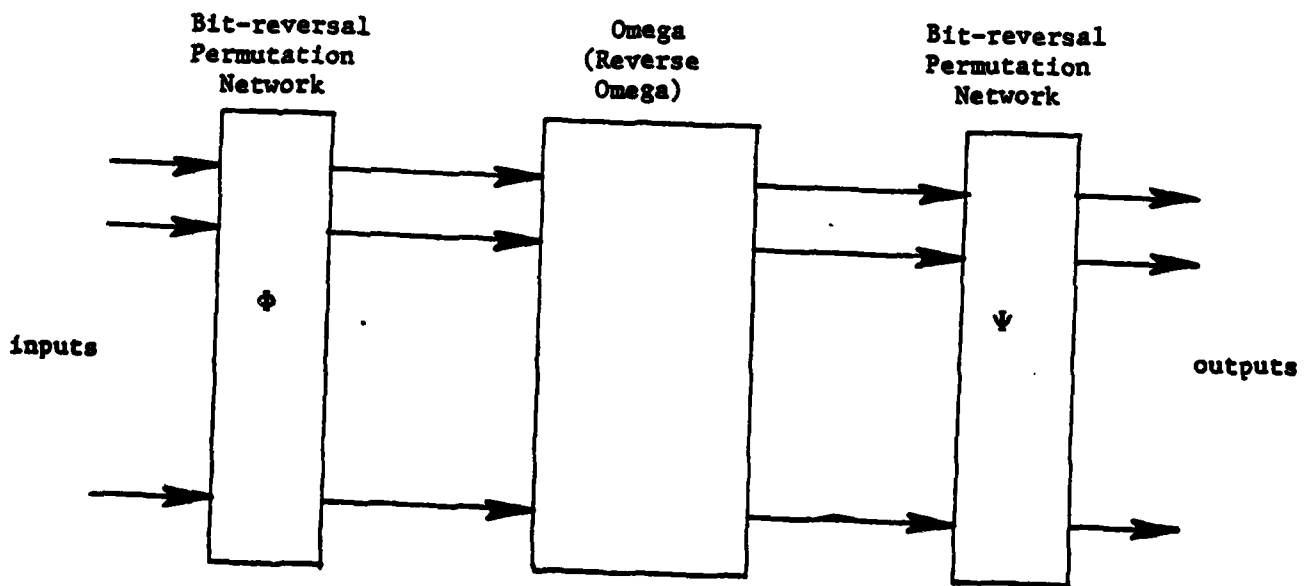 Bit-reversal
Permutation
Network
Omega
(Reverse
Omega)
Bit-reversal
Permutation
Network
Φ
Ψ
inputs
outputs